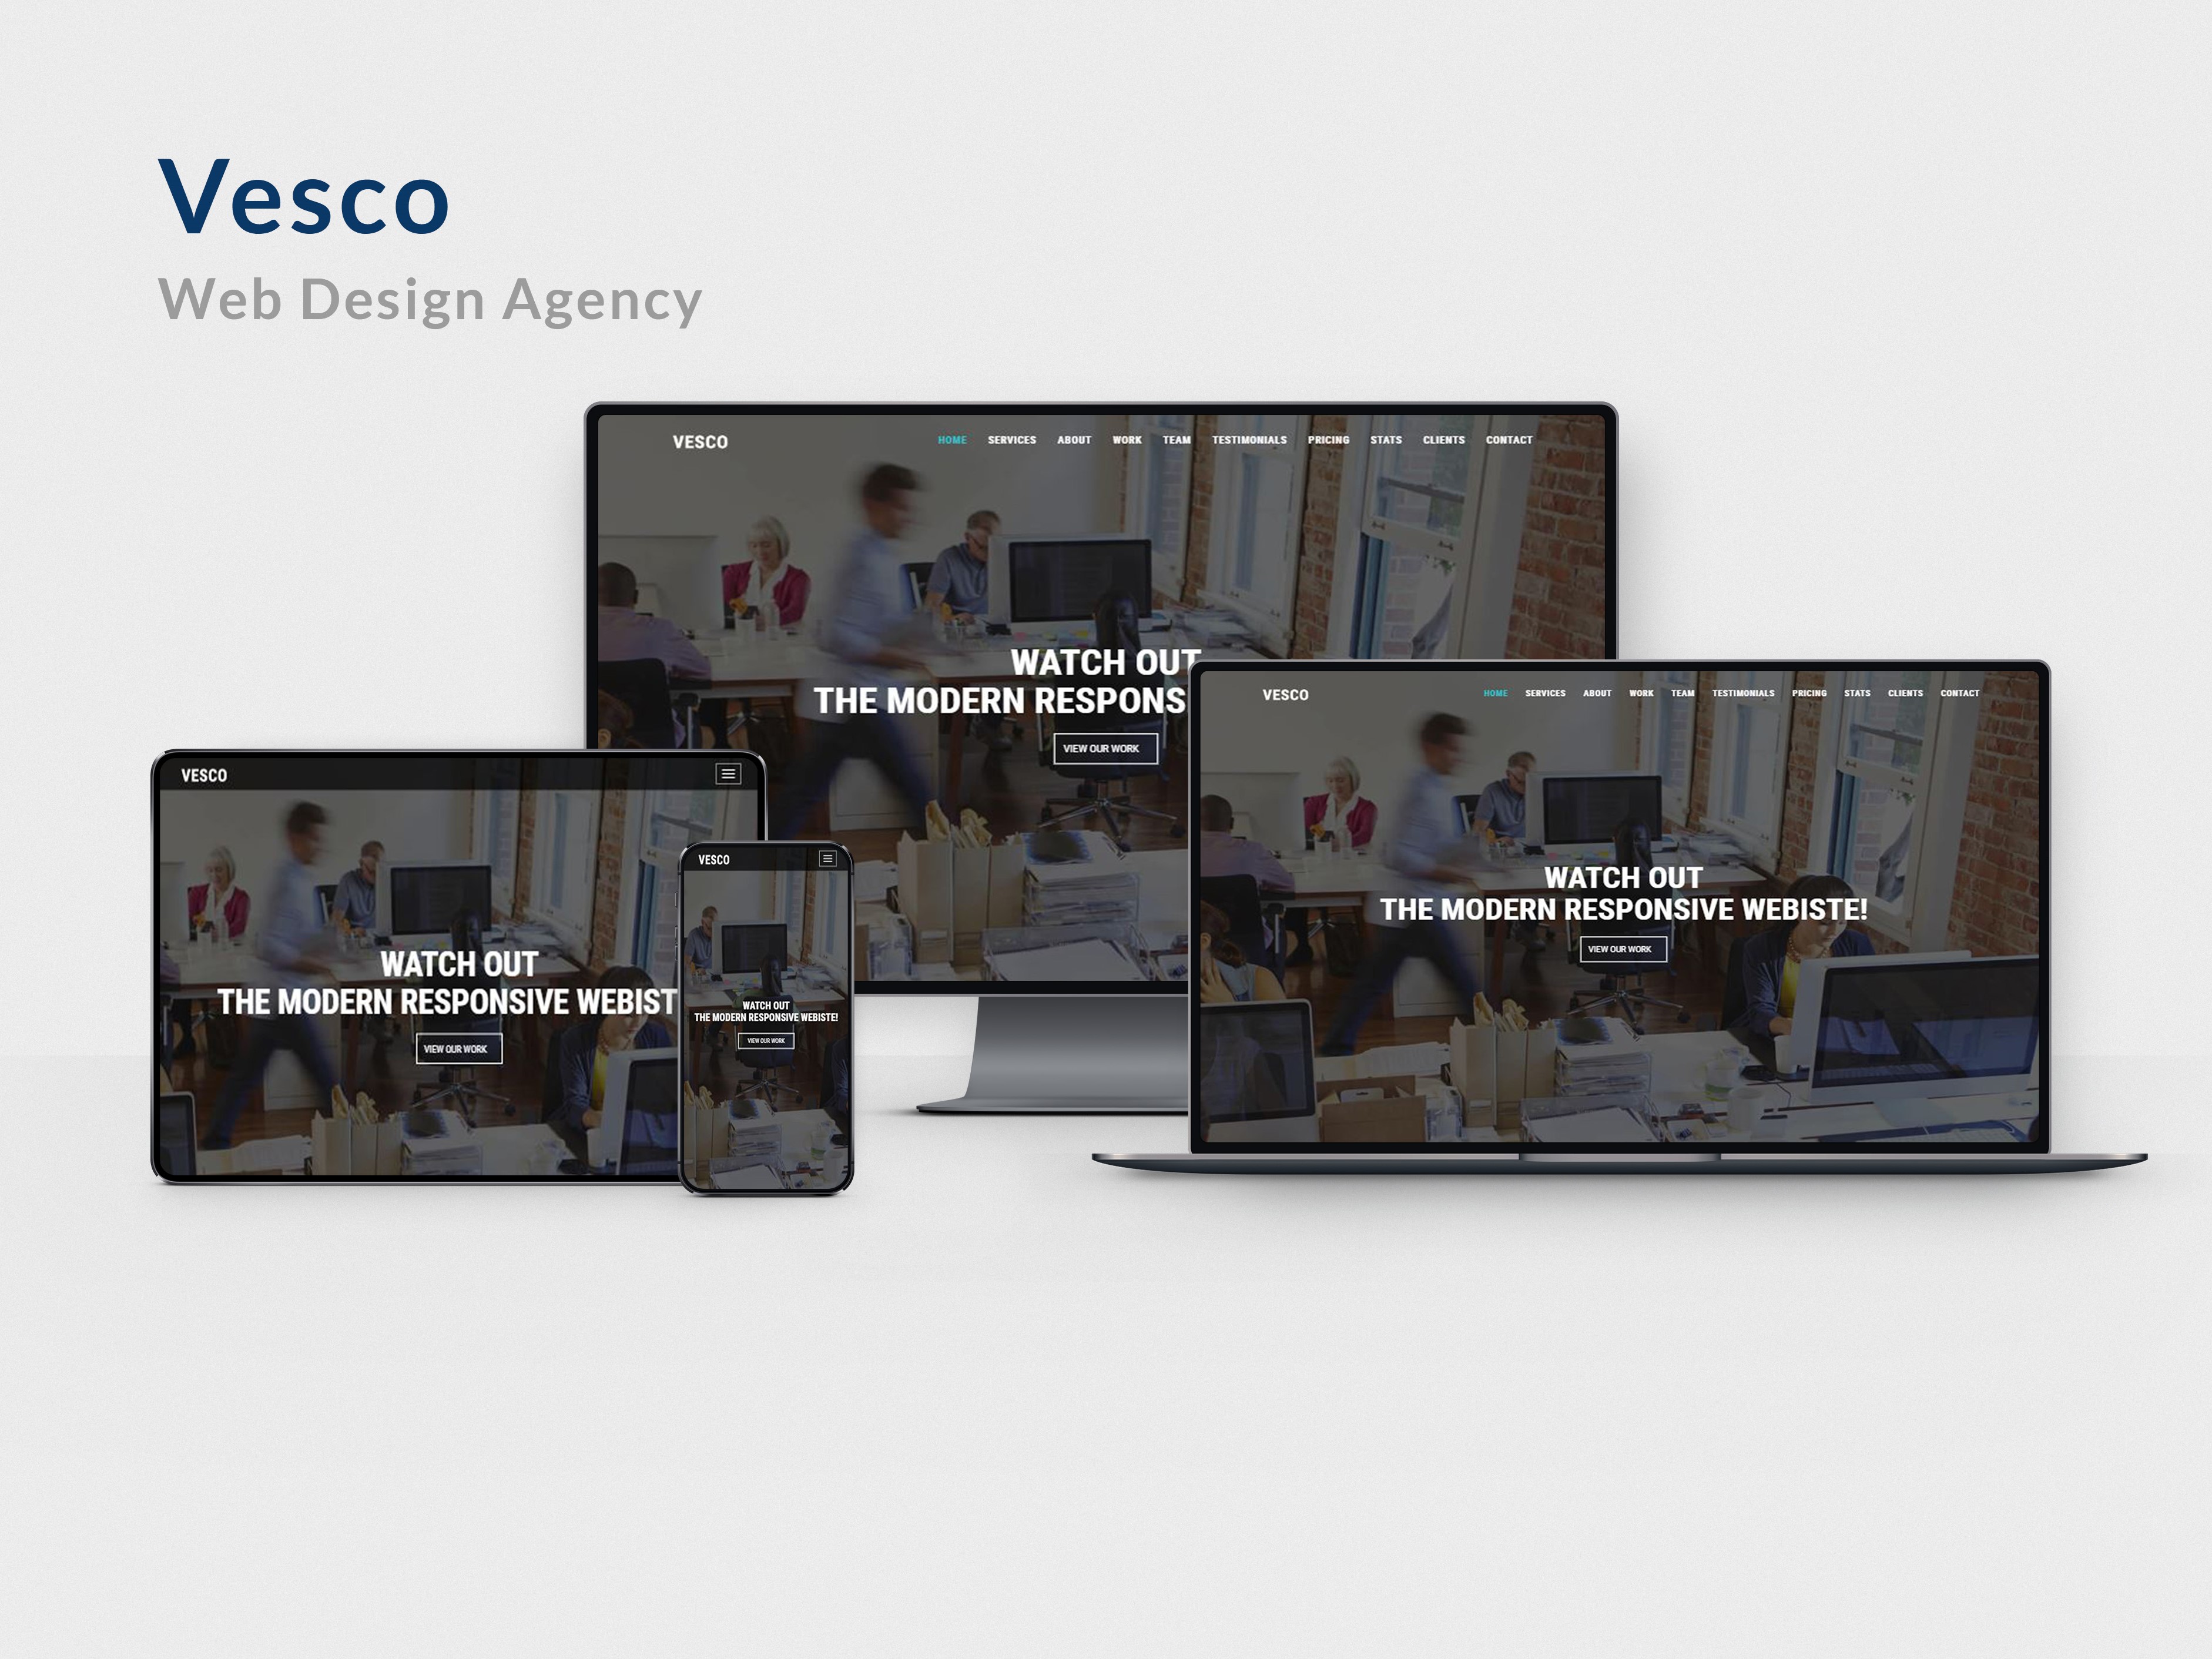 Vesco
Web Design Agency
VESCO
HOME SERVICES ABOUT WORK TEAM TESTIMONIALS PRICING STATS CLIENTS CONTACT
WATCH OUT
THE MODERN RESPONS
VIEW OUR WORK
VESCO
HOME SERVICES ABOUT WORK TEAM TESTIMONIALS PRICING STATS CLIENTS CONTACT
WATCH OUT
THE MODERN RESPONSIVE WEBISTE!
VIEW OUR WORK
VESCO
WATCH OUT
THE MODERN RESPONSIVE WEBIST
VIEW OUR WORK
VESCO
WATCH OUT
THE MODERN RESPONSIVE WEBISTE!
VIEW OUR WORK